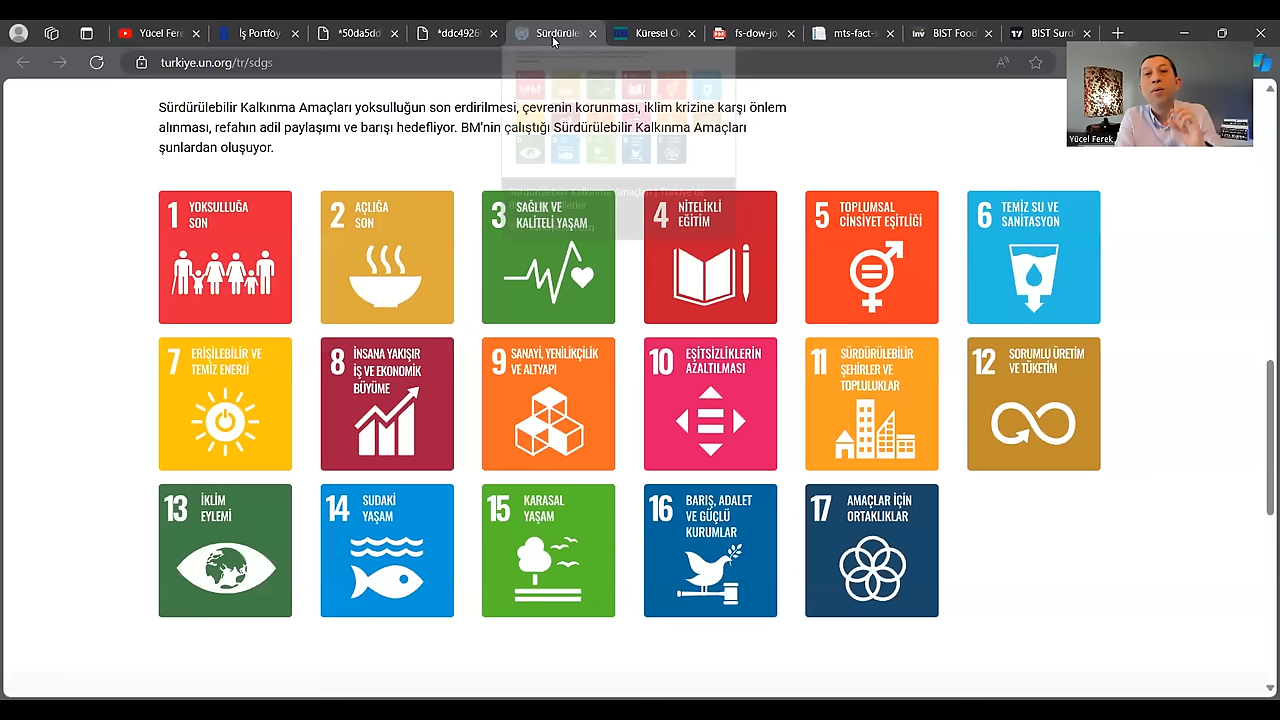 Yücel Fere
İş Portföy
*50da5dd
*ddc4926
Sürdürüle
Küresel O
fs-dow-jo
mts-fact-s
BIST Food
BIST Surd
turkiye.un.org/tr/sdgs
Yücel Ferek
Sürdürülebilir Kalkınma Amaçları yoksulluğun son erdirilmesi, çevrenin korunması, iklim krizine karşı önlem
alınması, refahın adil paylaşımı ve barışı hedefliyor. BM'nin çalıştığı Sürdürülebilir Kalkınma Amaçları
şunlardan oluşuyor.
1 YOKSULLUĞA
SON
2 AÇLIĞA
SON
3 SAĞLIK VE
KALİTELİ YAŞAM
4 NİTELİKLİ
EĞİTİM
5 TOPLUMSAL
CİNSİYET EŞİTLİĞİ
6 TEMİZ SU VE
SANITASYON
7 ERİŞİLEBİLİR VE
TEMİZ ENERJİ
8 İNSANA YAKIŞIR
İŞ VE EKONOMİK
BÜYÜME
9 SANAYİ, YENİLİKÇİLİK
VE ALTYAPI
10 EŞİTSİZLİKLERİN
AZALTILMASI
11 SÜRDÜRÜLEBİLİR
ŞEHİRLER VE
TOPLULUKLAR
12 SORUMLU ÜRETİM
VE TÜKETİM
13 İKLİM
EYLEMİ
14 SUDAKİ
YAŞAM
15 KARASAL
YAŞAM
16 BARIŞ, ADALET
VE GÜÇLÜ
KURUMLAR
17 AMAÇLAR İÇİN
ORTAKLIKLAR